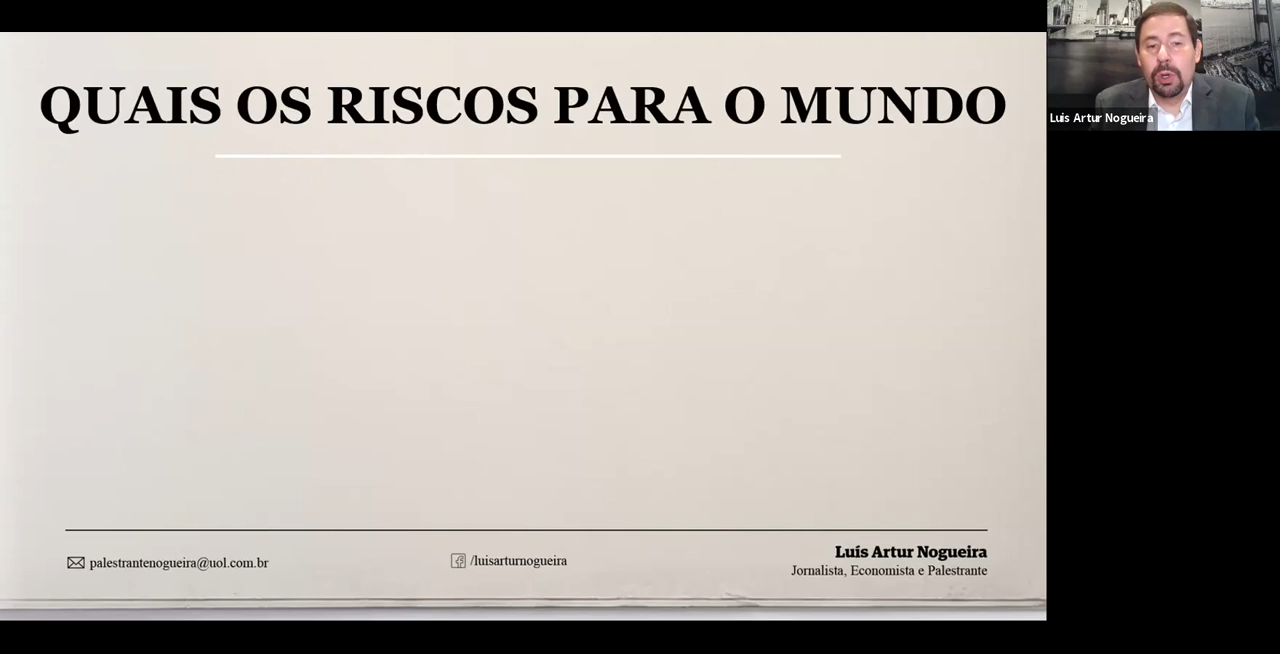 QUAIS OS RISCOS PARA O MUNDO
Luis Artur Nogueira
palestrantenogueira@uol.com.br
/luisarturnogueira
Luís Artur Nogueira
Jornalista, Economista e Palestrante